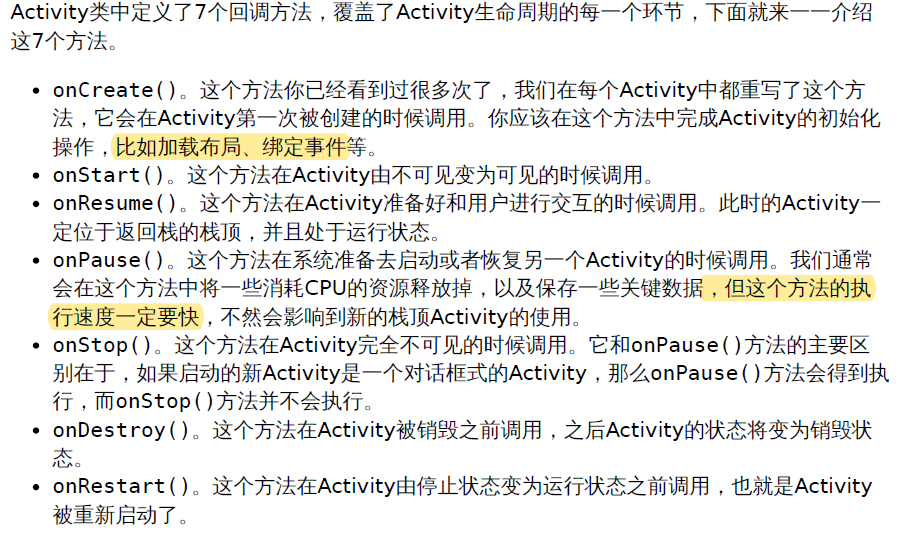 Activity类中定义了7个回调方法，覆盖了Activity生命周期的每一个环节，下面就来一一介绍
这7个方法。
• onCreate()。这个方法你已经看到过很多次了，我们在每个Activity中都重写了这个方
法，它会在Activity第一次被创建的时候调用。你应该在这个方法中完成Activity的初始化
操作，比如加载布局、绑定事件等。
• onStart()。这个方法在Activity由不可见变为可见的时候调用。
• onResume()。这个方法在Activity准备好和用户进行交互的时候调用。此时的Activity一
定位于返回栈的栈顶，并且处于运行状态。
• onPause()。这个方法在系统准备去启动或者恢复另一个Activity的时候调用。我们通常
会在这个方法中将一些消耗CPU的资源释放掉，以及保存一些关键数据，但这个方法的执
行速度一定要快，不然会影响到新的栈顶Activity的使用。
• onStop()。这个方法在Activity完全不可见的时候调用。它和onPause()方法的主要区
别在于，如果启动的新Activity是一个对话框式的Activity，那么onPause()方法会得到执
行，而onStop()方法并不会执行。
• onDestroy()。这个方法在Activity被销毁之前调用，之后Activity的状态将变为销毁状
态。
• onRestart()。这个方法在Activity由停止状态变为运行状态之前调用，也就是Activity
被重新启动了。